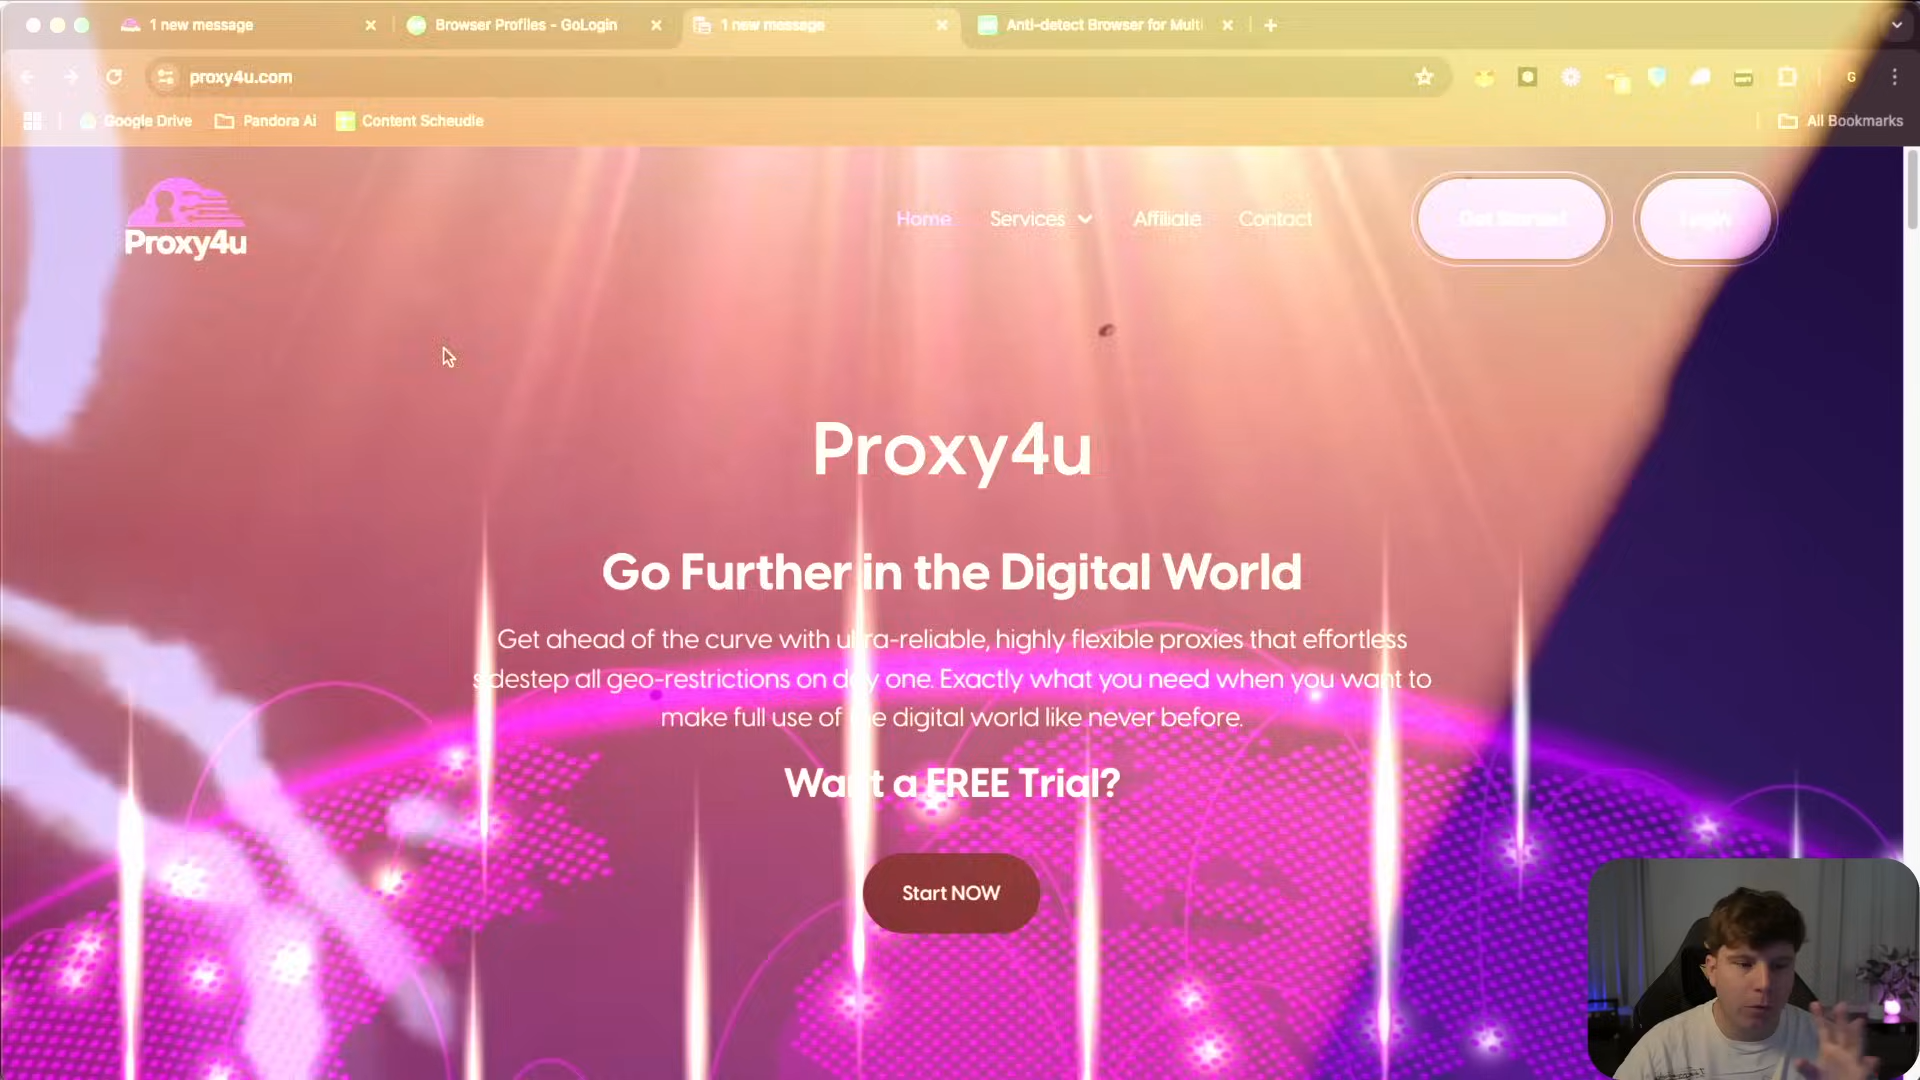 1 new message
Browser Profiles - GoLogin
1 new message
Anti-detect Browser for Multi
proxy4u.com
G
Google Drive
Pandora Ai
Content Scheudle
All Bookmarks
Proxy4u
Home
Services
Affiliate
Contact
Get Started
Login
Proxy4u
Go Further in the Digital World
Get ahead of the curve with ultra-reliable, highly flexible proxies that effortless
sidestep all geo-restrictions on day one. Exactly what you need when you want to
make full use of the digital world like never before.
Want a FREE Trial?
Start NOW